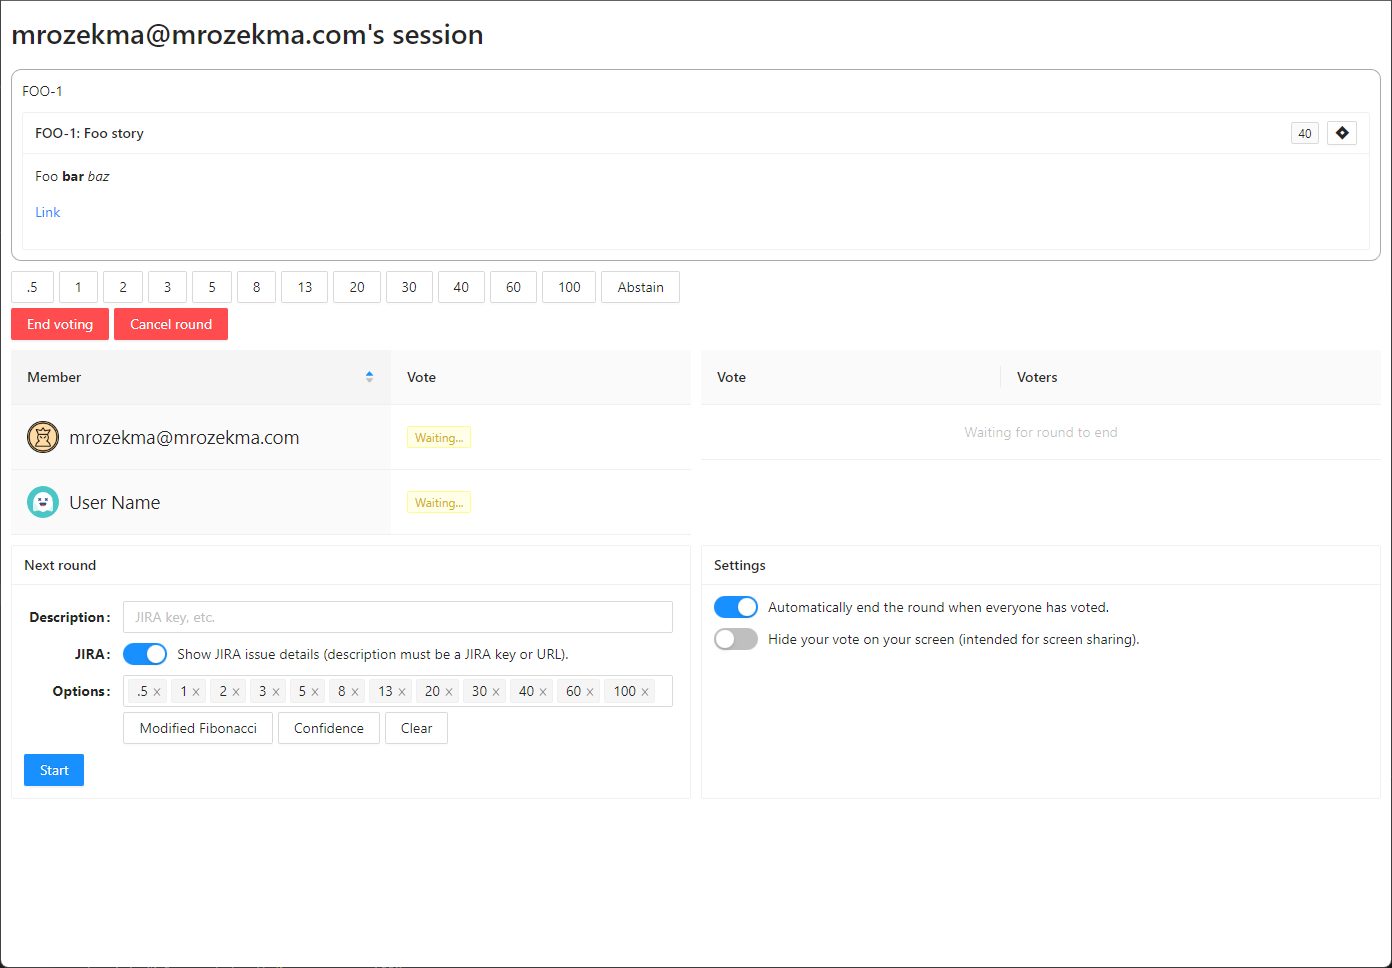 mrozekma@mrozekma.com's session
FOO-1
FOO-1: Foo story 40
Foo bar baz
Link
.5 1 2 3 5 8 13 20 30 40 60 100 Abstain
End voting Cancel round
Member Vote Vote Voters
mrozekma@mrozekma.com Waiting... Waiting for round to end
User Name Waiting...
Next round
Description: JIRA key, etc.
JIRA: Show JIRA issue details (description must be a JIRA key or URL).
Options: .5 × 1 × 2 × 3 × 5 × 8 × 13 × 20 × 30 × 40 × 60 × 100 ×
Modified Fibonacci Confidence Clear
Start
Settings
Automatically end the round when everyone has voted.
Hide your vote on your screen (intended for screen sharing).